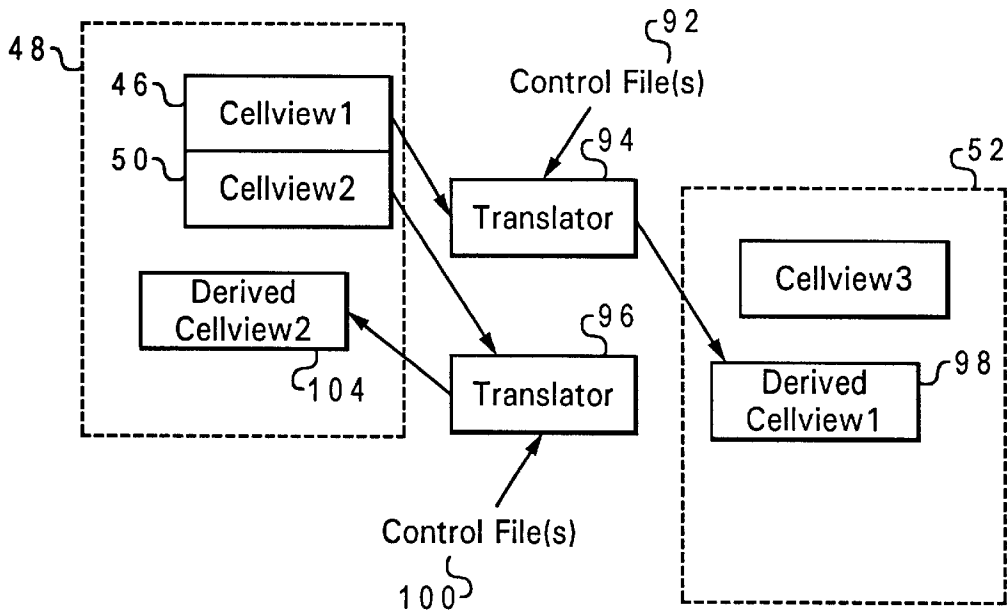 92
48
Control File(s)
46
Cellview1
94
52
50
Cellview2
Translator
Cellview3
Derived
Cellview2
96
98
104
Translator
Derived
Cellview1
Control File(s)
100